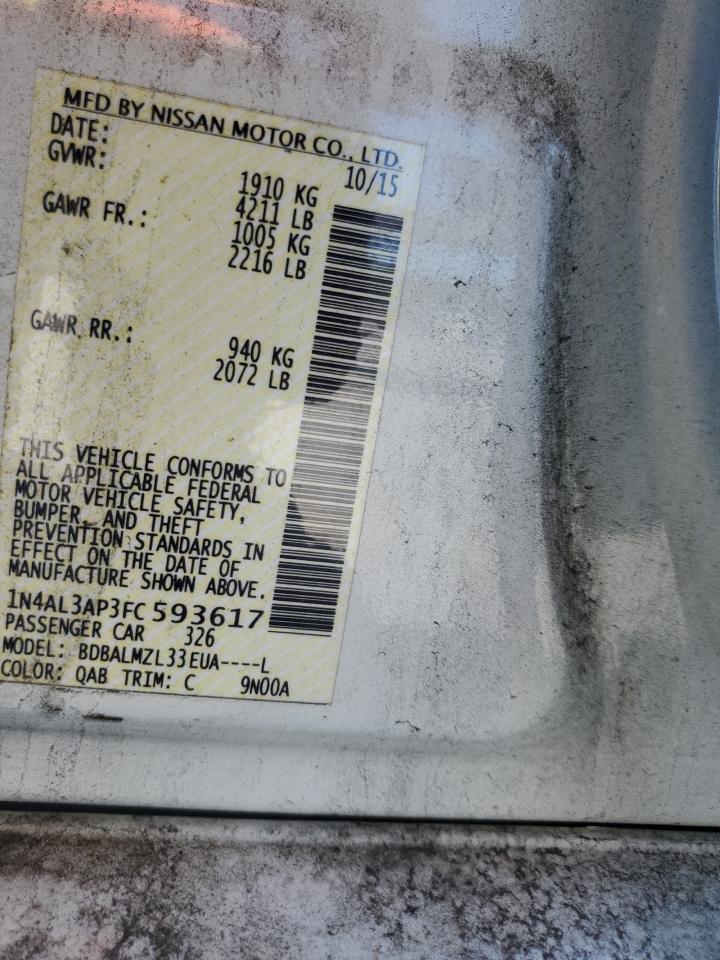 MFD BY NISSAN MOTOR CO., LTD.
DATE: 10/15
GVWR: 1910 KG
4211 LB
GAWR FR.: 1005 KG
2216 LB
GAWR RR.: 940 KG
2072 LB
THIS VEHICLE CONFORMS TO
ALL APPLICABLE FEDERAL
MOTOR VEHICLE SAFETY,
BUMPER, AND THEFT
PREVENTION STANDARDS IN
EFFECT ON THE DATE OF
MANUFACTURE SHOWN ABOVE.
1N4AL3AP3FC593617
PASSENGER CAR 326
MODEL: BDBALMZL33EUA----L
COLOR: QAB TRIM: C 9N00A